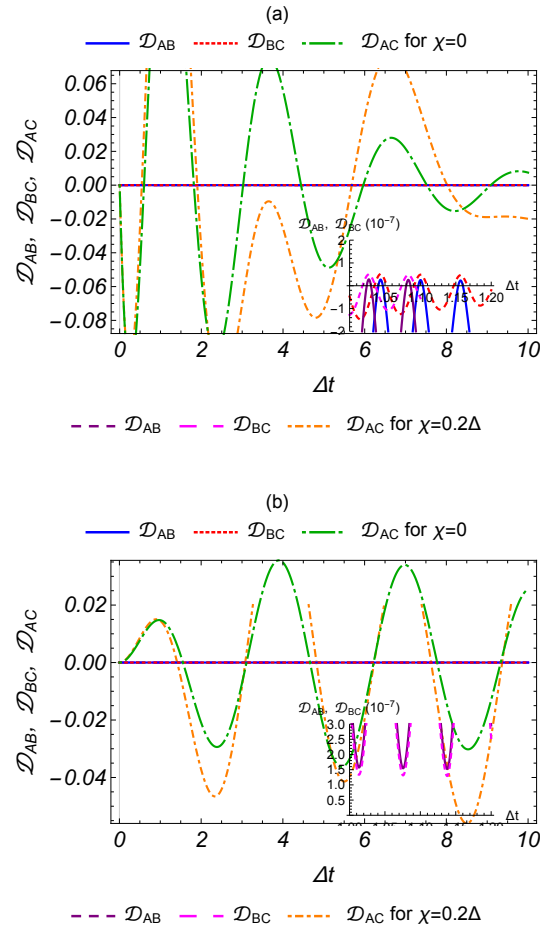 (a)
𝒟AB 𝒟BC 𝒟AC for χ=0
𝒟AB, 𝒟BC, 𝒟AC
0.06
0.04
0.02
0.00
-0.02
-0.04
-0.06
-0.08
𝒟AB, 𝒟BC (10-7)
2
1
-1
-2
1.05 1.10 1.15 1.20
Δt
0 2 4 6 8 10
Δt
𝒟AB 𝒟BC 𝒟AC for χ=0.2Δ
(b)
𝒟AB 𝒟BC 𝒟AC for χ=0
𝒟AB, 𝒟BC, 𝒟AC
0.02
0.00
-0.02
-0.04
𝒟AB, 𝒟BC (10-7)
3.0
2.5
2.0
1.5
1.0
0.5
Δt
0 2 4 6 8 10
Δt
𝒟AB 𝒟BC 𝒟AC for χ=0.2Δ